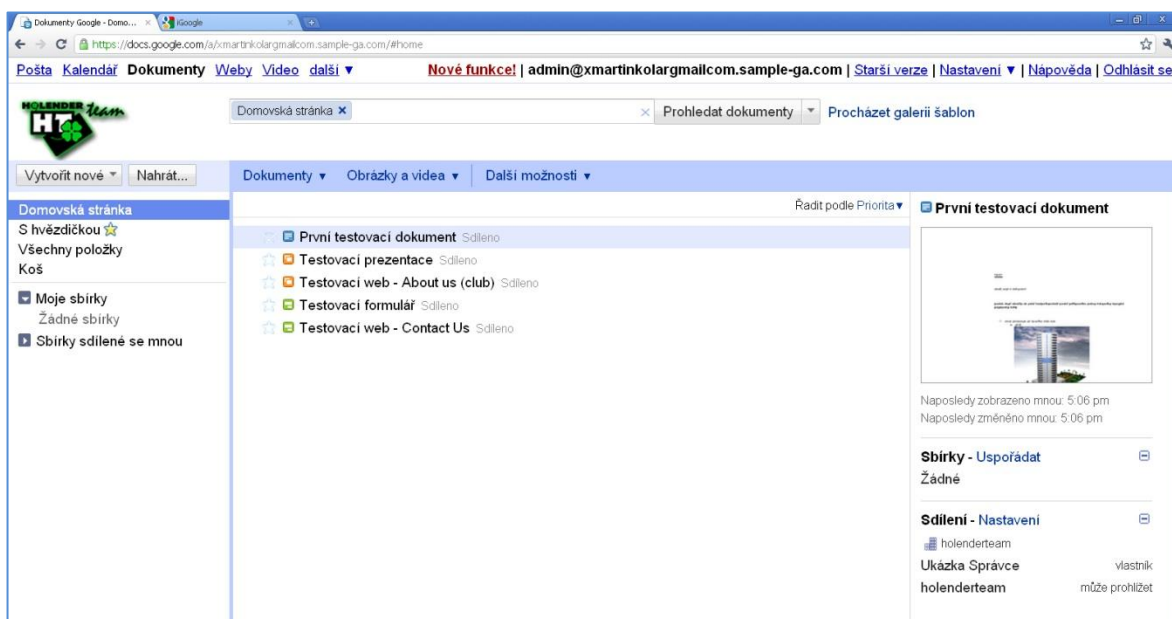 Dokumenty Google - Domo...
iGoogle
https://docs.google.com/a/xmartinkolargmailcom.sample-ga.com/#home
Pošta Kalendář Dokumenty Weby Video další ▼ Nové funkce! | admin@xmartinkolargmailcom.sample-ga.com | Starší verze | Nastavení ▼ | Nápověda | Odhlásit se
HOLENDER team
HT
Domovská stránka
Prohledat dokumenty
Procházet galerii šablon
Vytvořit nové
Nahrát...
Dokumenty ▼ Obrázky a videa ▼ Další možnosti ▼
Domovská stránka
S hvězdičkou
Všechny položky
Koš
Moje sbírky
Žádné sbírky
Sbírky sdílené se mnou
Řadit podle Priorita ▼
První testovací dokument Sdíleno
Testovací prezentace Sdíleno
Testovací web - About us (club) Sdíleno
Testovací formulář Sdíleno
Testovací web - Contact Us Sdíleno
První testovací dokument
Naposledy zobrazeno mnou: 5:06 pm
Naposledy změněno mnou: 5:06 pm
Sbírky - Uspořádat
Žádné
Sdílení - Nastavení
holenderteam
Ukázka Správce vlastník
holenderteam může prohlížet